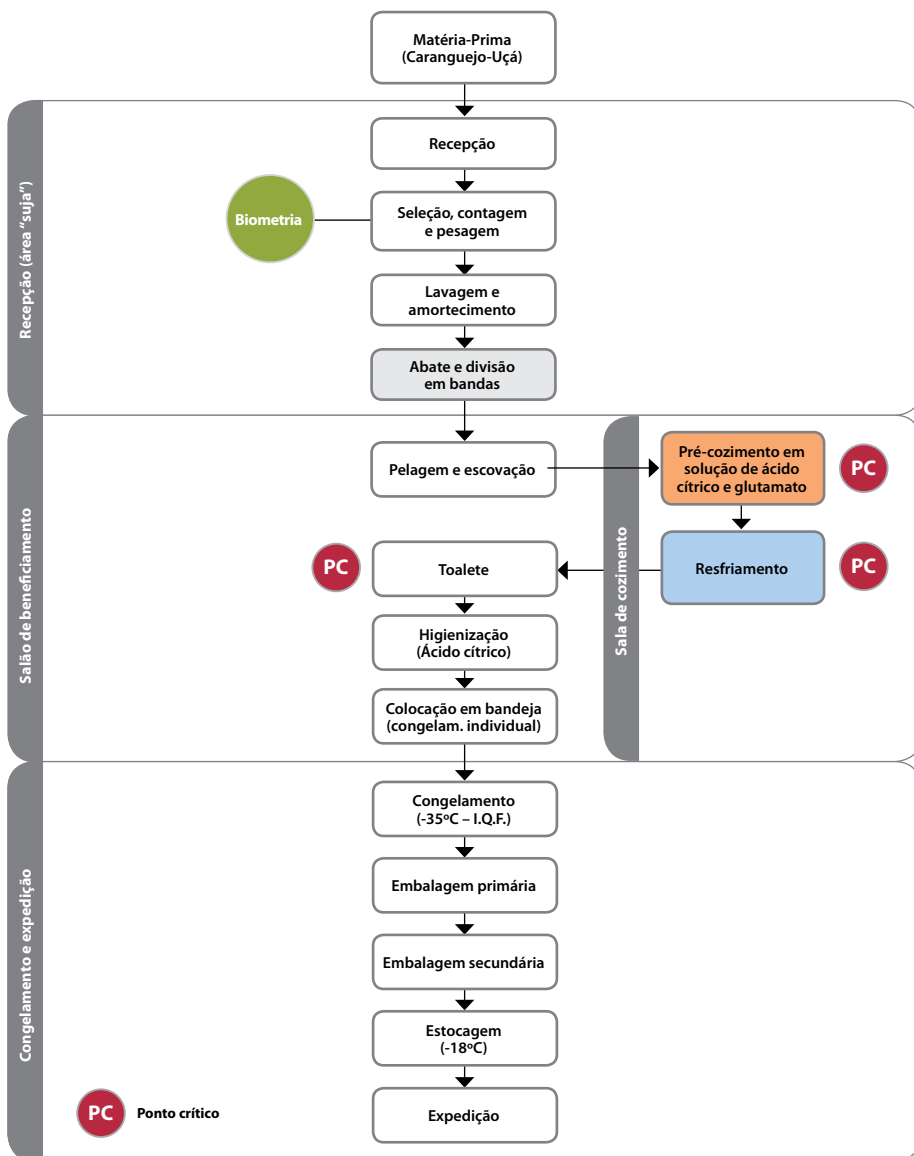 Matéria-Prima
(Caranguejo-Uçá)
Recepção (área "suja")
Recepção
Biometria
Seleção, contagem
e pesagem
Lavagem e
amortecimento
Abate e divisão
em bandas
Salão de beneficiamento
Pelagem e escovação
Sala de cozimento
Pré-cozimento em
solução de ácido
cítrico e glutamato
PC
Resfriamento
PC
PC
Toalete
Higienização
(Ácido cítrico)
Colocação em bandeja
(congelam. individual)
Congelamento e expedição
Congelamento
(-35ºC – I.Q.F.)
Embalagem primária
Embalagem secundária
Estocagem
(-18ºC)
Expedição
PC
Ponto crítico